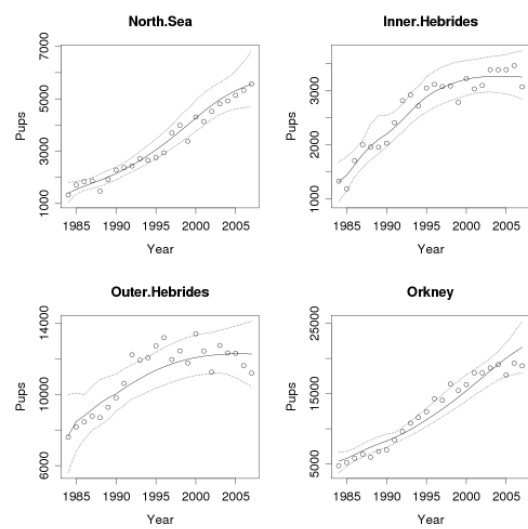 North.Sea
Pups
7000
5000
3000
1000
1985 1990 1995 2000 2005
Year
Inner.Hebrides
Pups
3000
2000
1000
1985 1990 1995 2000 2005
Year
Outer.Hebrides
Pups
14000
10000
6000
1985 1990 1995 2000 2005
Year
Orkney
Pups
25000
15000
5000
1985 1990 1995 2000 2005
Year